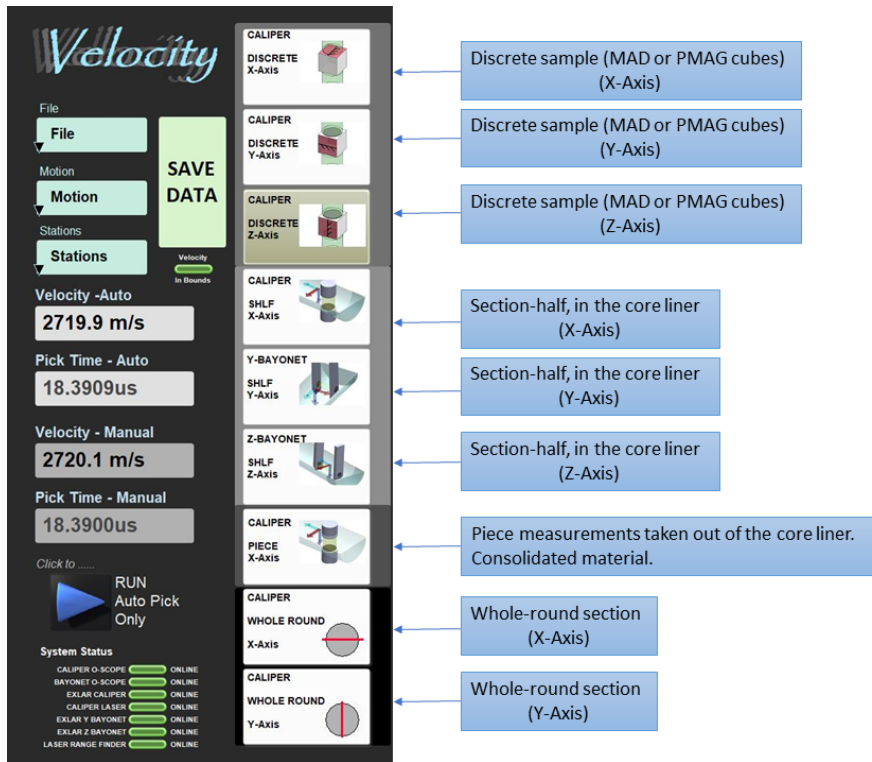 Velocity
File
File
Motion
Motion
Stations
Stations
SAVE
DATA
Velocity
In Bounds
Velocity -Auto
2719.9 m/s
Pick Time - Auto
18.3909us
Velocity - Manual
2720.1 m/s
Pick Time - Manual
18.3900us
Click to ......
RUN
Auto Pick
Only
System Status
CALIPER O-SCOPE ONLINE
BAYONET O-SCOPE ONLINE
EXLAR CALIPER ONLINE
CALIPER LASER ONLINE
EXLAR Y BAYONET ONLINE
EXLAR Z BAYONET ONLINE
LASER RANGE FINDER ONLINE
CALIPER
DISCRETE
X-Axis
CALIPER
DISCRETE
Y-Axis
CALIPER
DISCRETE
Z-Axis
CALIPER
SHLF
X-Axis
Y-BAYONET
SHLF
Y-Axis
Z-BAYONET
SHLF
Z-Axis
CALIPER
PIECE
X-Axis
CALIPER
WHOLE ROUND
X-Axis
CALIPER
WHOLE ROUND
Y-Axis
Discrete sample (MAD or PMAG cubes)
(X-Axis)
Discrete sample (MAD or PMAG cubes)
(Y-Axis)
Discrete sample (MAD or PMAG cubes)
(Z-Axis)
Section-half, in the core liner
(X-Axis)
Section-half, in the core liner
(Y-Axis)
Section-half, in the core liner
(Z-Axis)
Piece measurements taken out of the core liner.
Consolidated material.
Whole-round section
(X-Axis)
Whole-round section
(Y-Axis)